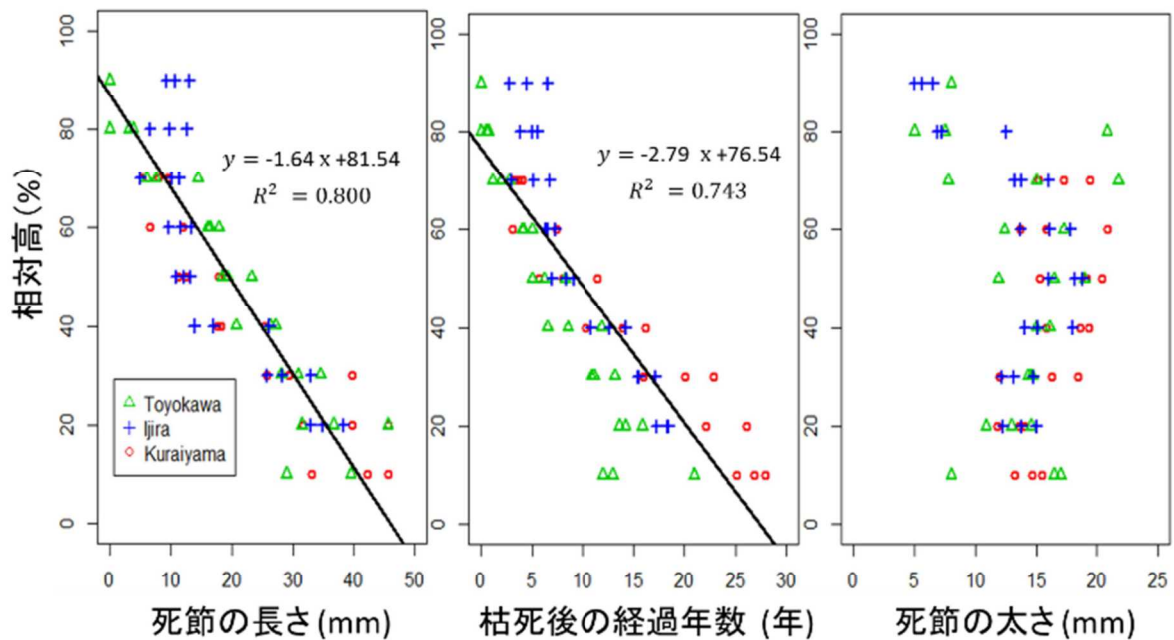 相対高(%)
0 20 40 60 80 100
y = -1.64 x +81.54
R² = 0.800
Toyokawa
Ijira
Kuraiyama
0 10 20 30 40 50
死節の長さ(mm)
0 20 40 60 80 100
y = -2.79 x +76.54
R² = 0.743
0 5 10 15 20 25 30
枯死後の経過年数 (年)
0 20 40 60 80 100
0 5 10 15 20 25
死節の太さ(mm)